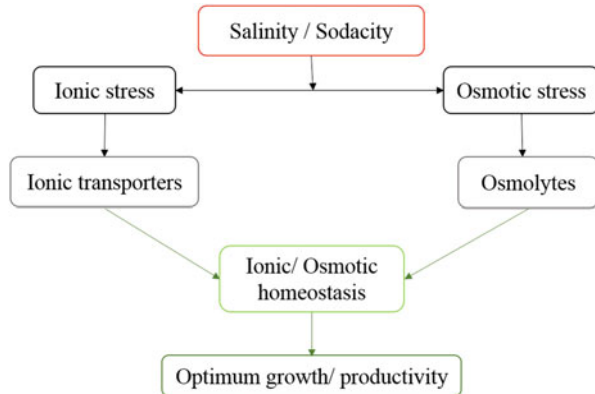 Salinity / Sodacity
Ionic stress
Osmotic stress
Ionic transporters
Osmolytes
Ionic/ Osmotic
homeostasis
Optimum growth/ productivity